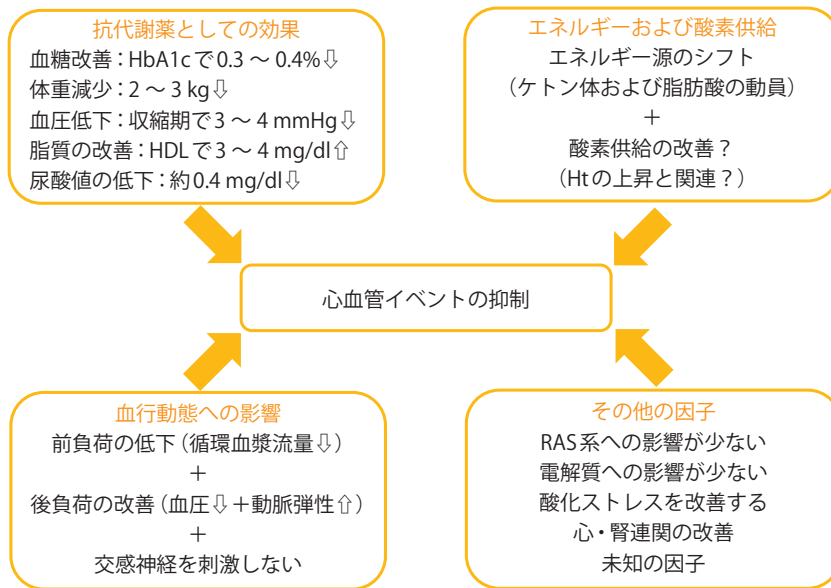 抗代謝薬としての効果
血糖改善：HbA1cで0.3 ～ 0.4%⇩
体重減少：2 ～ 3 kg⇩
血圧低下：収縮期で3 ～ 4 mmHg⇩
脂質の改善：HDLで3 ～ 4 mg/dl⇧
尿酸値の低下：約0.4 mg/dl⇩
エネルギーおよび酸素供給
エネルギー源のシフト
（ケトン体および脂肪酸の動員）
+
酸素供給の改善？
（Htの上昇と関連？）
心血管イベントの抑制
血行動態への影響
前負荷の低下（循環血漿流量⇩）
+
後負荷の改善（血圧⇩＋動脈弾性⇧）
+
交感神経を刺激しない
その他の因子
RAS系への影響が少ない
電解質への影響が少ない
酸化ストレスを改善する
心・腎連関の改善
未知の因子